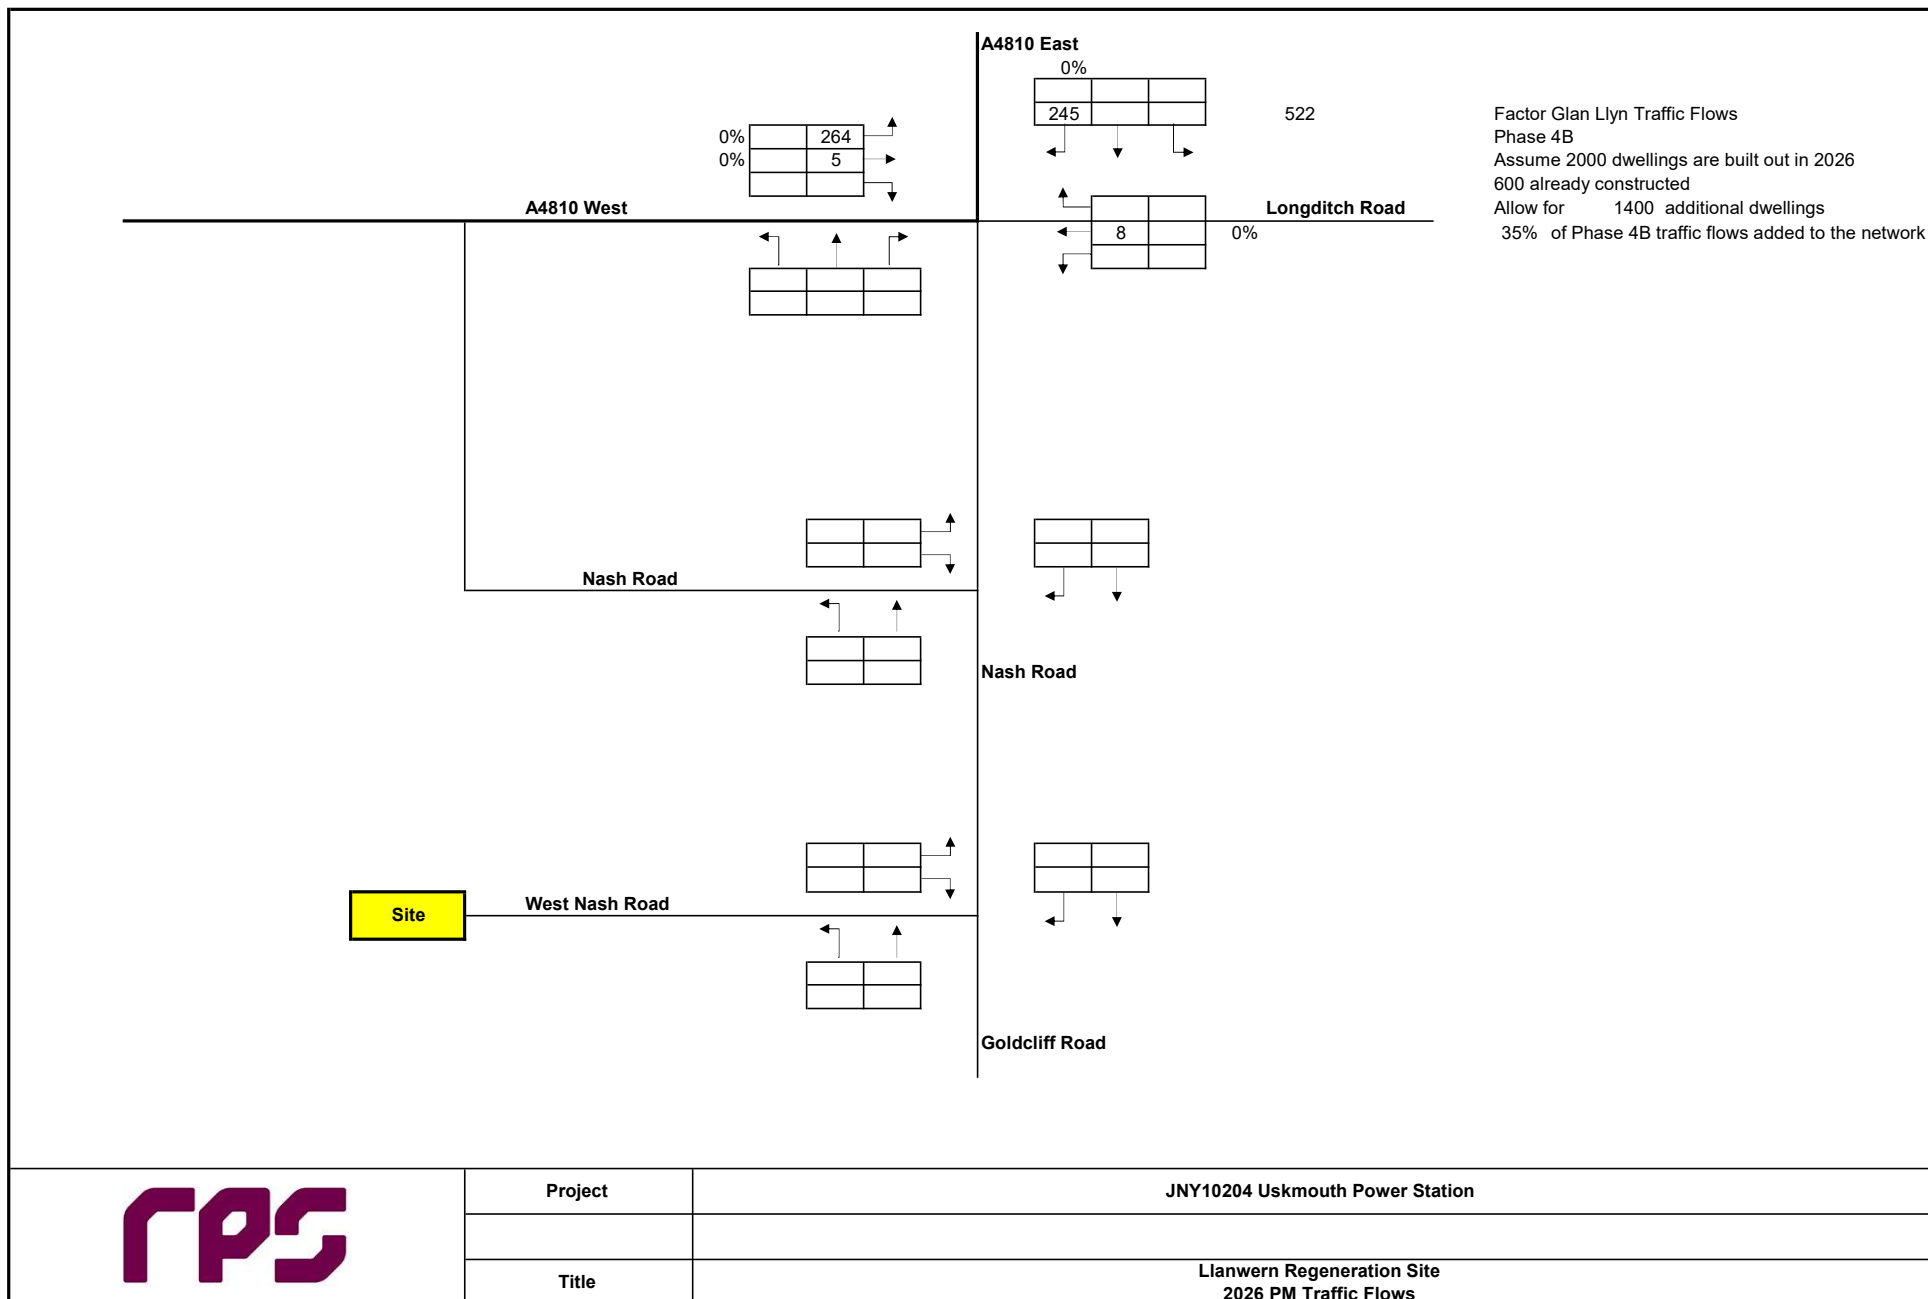 A4810 East
0%
245
522
Factor Glan Llyn Traffic Flows
Phase 4B
Assume 2000 dwellings are built out in 2026
600 already constructed
Allow for 1400 additional dwellings
35% of Phase 4B traffic flows added to the network
0% 264
0% 5
A4810 West
Longditch Road
8 0%
Nash Road
Nash Road
Site
West Nash Road
Goldcliff Road
rps
Project
JNY10204 Uskmouth Power Station
Title
Llanwern Regeneration Site
2026 PM Traffic Flows